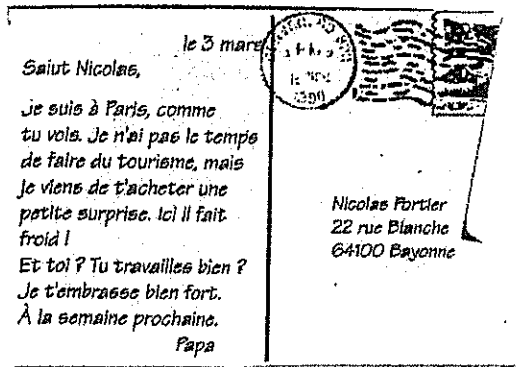 le 3 mars
Salut Nicolas,
Je suis à Paris, comme
tu vois. Je n'ai pas le temps
de faire du tourisme, mais
je viens de t'acheter une
petite surprise. Ici il fait
froid !
Et toi ? Tu travailles bien ?
Je t'embrasse bien fort.
À la semaine prochaine.
Papa
Nicolas Fortier
22 rue Blanche
64100 Bayonne